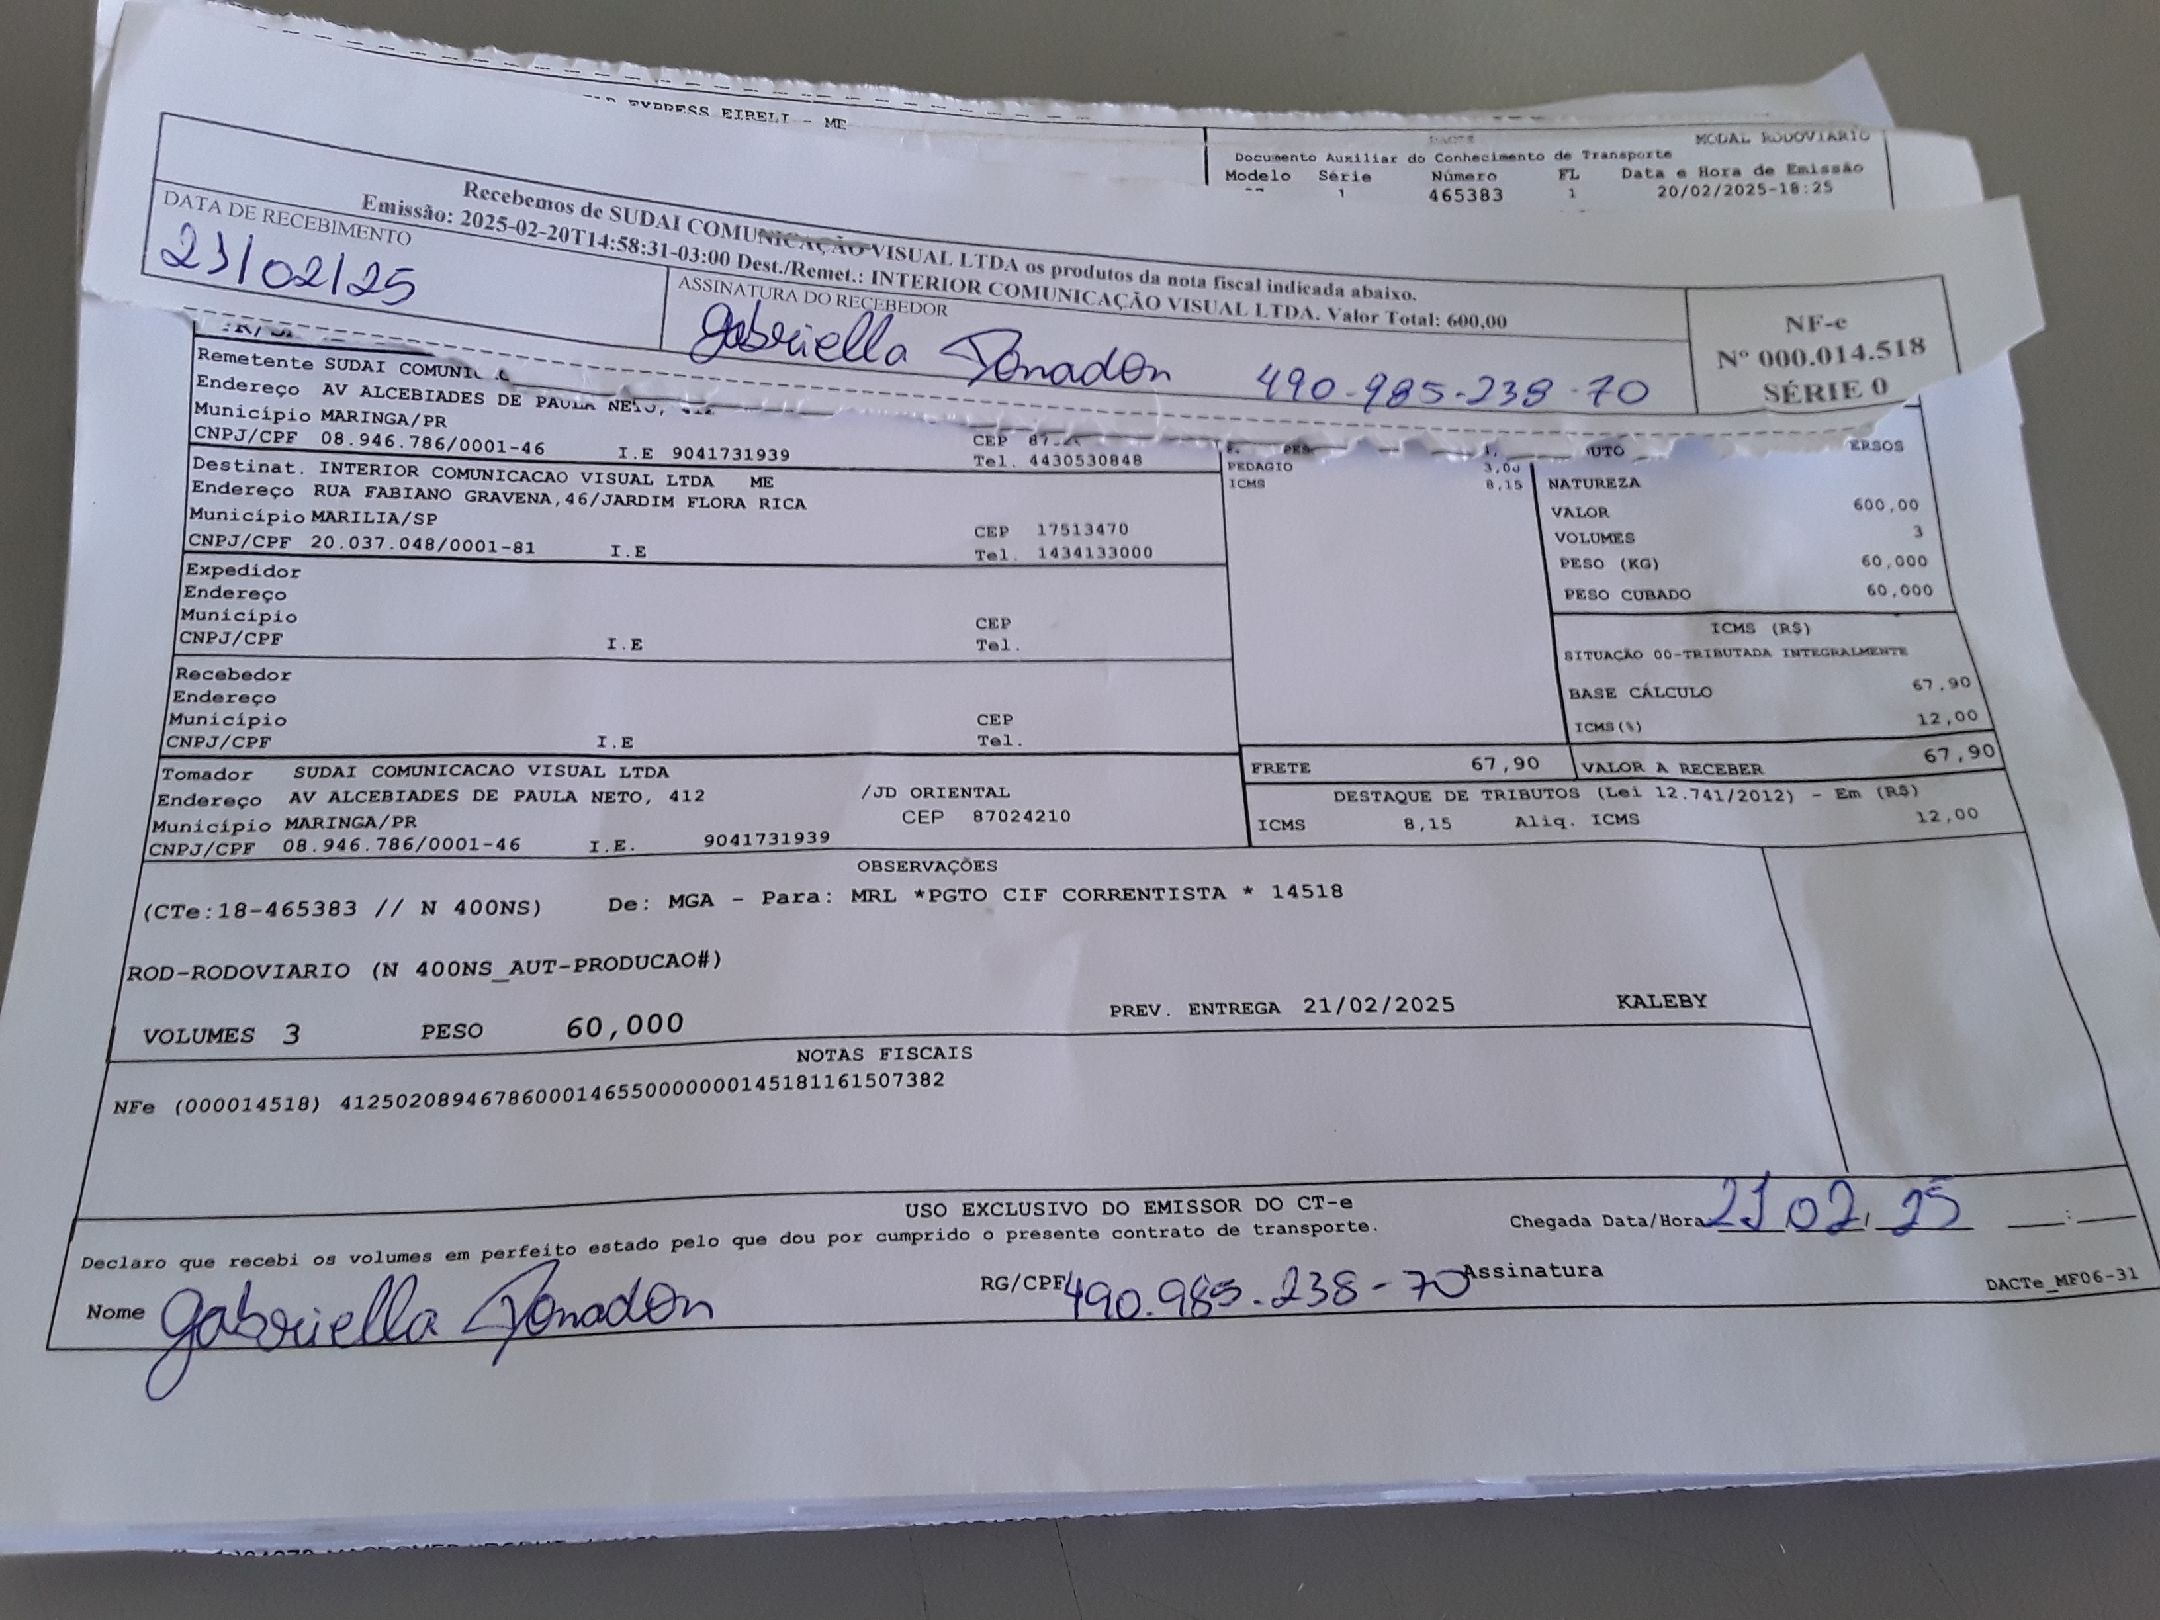 EXPRESS EIRELI - ME
MODAL RODOVIARIO
Documento Auxiliar do Conhecimento de Transporte
Modelo Série Número FL Data e Hora de Emissão
1 465383 1 20/02/2025-18:25
Recebemos de SUDAI COMUNICAÇÃO VISUAL LTDA os produtos da nota fiscal indicada abaixo.
Emissão: 2025-02-20T14:58:31-03:00 Dest./Remet.: INTERIOR COMUNICAÇÃO VISUAL LTDA. Valor Total: 600,00
DATA DE RECEBIMENTO
21/02/25
ASSINATURA DO RECEBEDOR
Gabriella Donadon 490.985.238-70
NF-e
Nº 000.014.518
SÉRIE 0
Remetente SUDAI COMUNIC
Endereço AV ALCEBIADES DE PAULA NETO, 412
Município MARINGA/PR
CNPJ/CPF 08.946.786/0001-46 I.E 9041731939
CEP
Tel. 4430530848
Destinat. INTERIOR COMUNICACAO VISUAL LTDA ME
Endereço RUA FABIANO GRAVENA,46/JARDIM FLORA RICA
Município MARILIA/SP
CEP 17513470
CNPJ/CPF 20.037.048/0001-81 I.E
Tel. 1434133000
Expedidor
Endereço
Município CEP
CNPJ/CPF I.E Tel.
Recebedor
Endereço
Município CEP
CNPJ/CPF I.E Tel.
Tomador SUDAI COMUNICACAO VISUAL LTDA
Endereço AV ALCEBIADES DE PAULA NETO, 412 /JD ORIENTAL
Município MARINGA/PR CEP 87024210
CNPJ/CPF 08.946.786/0001-46 I.E. 9041731939
PEDAGIO 3,00
ICMS 8,15
NATUREZA
VALOR 600,00
VOLUMES 3
PESO (KG) 60,000
PESO CUBADO 60,000
ICMS (R$)
SITUAÇÃO 00-TRIBUTADA INTEGRALMENTE
BASE CÁLCULO 67,90
ICMS(%) 12,00
FRETE 67,90
VALOR A RECEBER 67,90
DESTAQUE DE TRIBUTOS (Lei 12.741/2012) - Em (R$)
ICMS 8,15 Aliq. ICMS 12,00
OBSERVAÇÕES
(CTe:18-465383 // N 400NS) De: MGA - Para: MRL *PGTO CIF CORRENTISTA * 14518
ROD-RODOVIARIO (N 400NS_AUT-PRODUCAO#)
VOLUMES 3 PESO 60,000 PREV. ENTREGA 21/02/2025 KALEBY
NOTAS FISCAIS
NFe (000014518) 41250208946786000146550000000145181161507382
USO EXCLUSIVO DO EMISSOR DO CT-e
Declaro que recebi os volumes em perfeito estado pelo que dou por cumprido o presente contrato de transporte.
Chegada Data/Hora 21 02 25 __:__
Nome Gabriella Donadon RG/CPF 490.985.238-70 Assinatura
DACTe_MF06-31